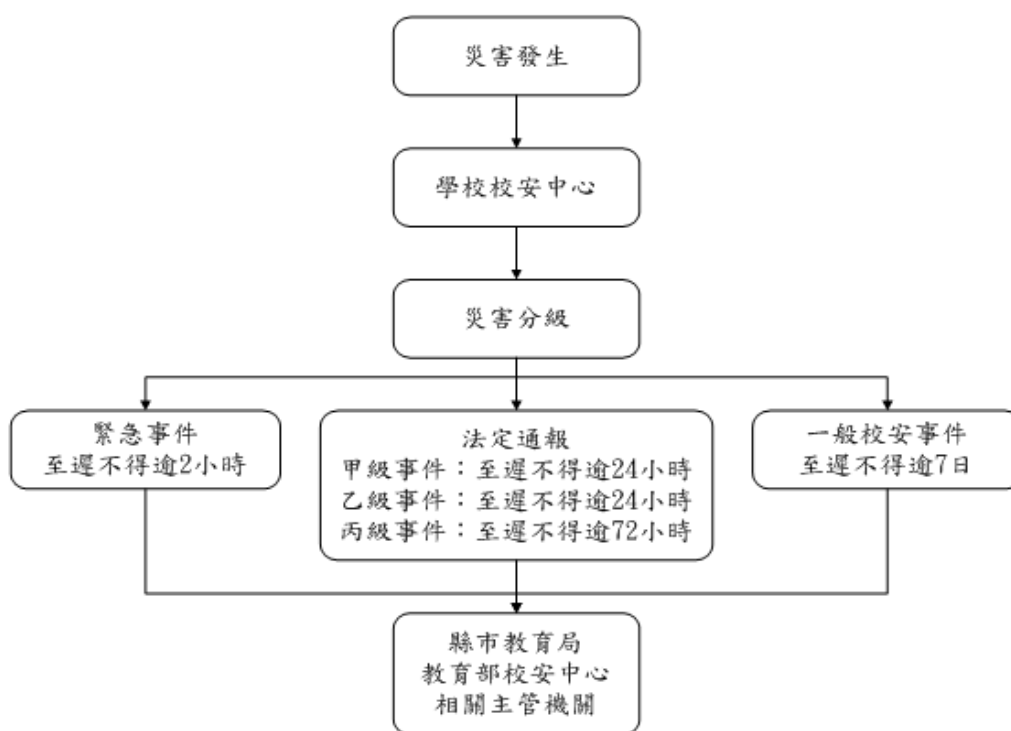 災害發生
學校校安中心
災害分級
緊急事件
至遲不得逾2小時
法定通報
甲級事件：至遲不得逾24小時
乙級事件：至遲不得逾24小時
丙級事件：至遲不得逾72小時
一般校安事件
至遲不得逾7日
縣市教育局
教育部校安中心
相關主管機關